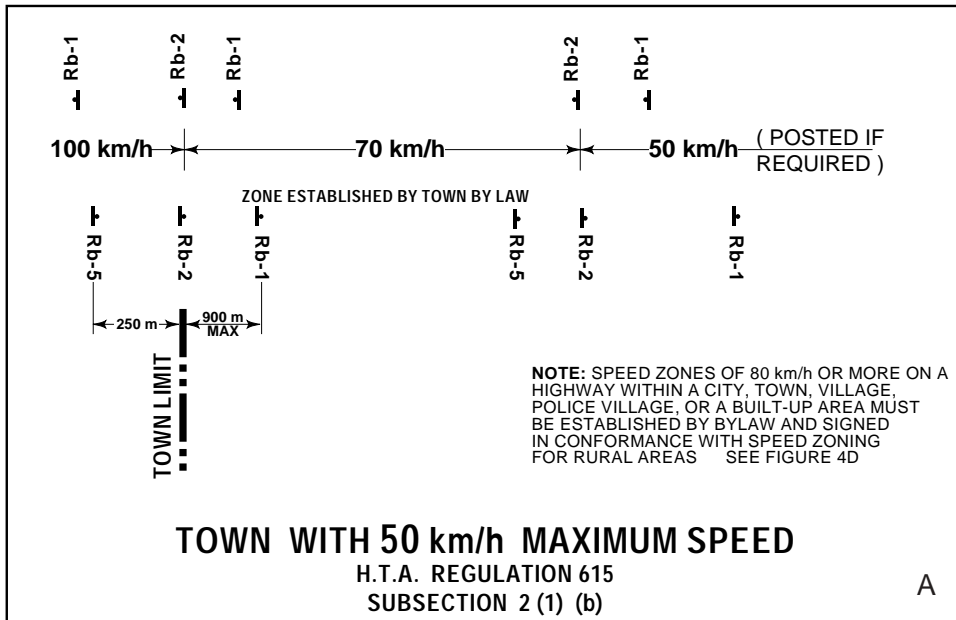 Rb-1
Rb-2
Rb-1
Rb-2
Rb-1
100 km/h
70 km/h
50 km/h
( POSTED IF
REQUIRED )
ZONE ESTABLISHED BY TOWN BY LAW
Rb-5
Rb-2
Rb-1
Rb-5
Rb-2
Rb-1
250 m
900 m
MAX
TOWN LIMIT
NOTE: SPEED ZONES OF 80 km/h OR MORE ON A
HIGHWAY WITHIN A CITY, TOWN, VILLAGE,
POLICE VILLAGE, OR A BUILT-UP AREA MUST
BE ESTABLISHED BY BYLAW AND SIGNED
IN CONFORMANCE WITH SPEED ZONING
FOR RURAL AREAS SEE FIGURE 4D
TOWN WITH 50 km/h MAXIMUM SPEED
H.T.A. REGULATION 615
SUBSECTION 2 (1) (b)
A